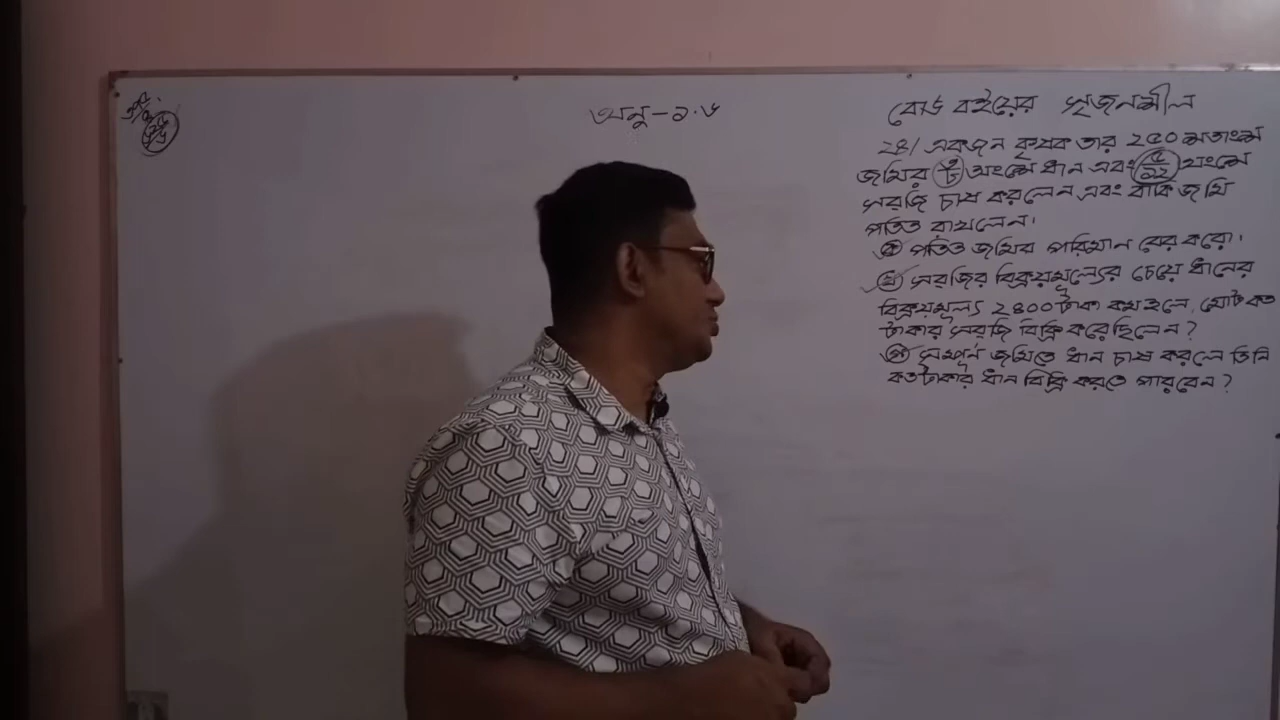 অনু-১.৬
বোর্ড বইয়ের সৃজনশীল
২৪/ একজন কৃষক তার ২৫০ শতাংশ
জমির ৩/৮ অংশে ধান এবং ৫/১২ অংশে
সবজি চাষ করলেন এবং বাকি জমি
পতিত রাখলেন।
ক পতিত জমির পরিমান বের করো।
খ সবজির বিক্রয়মূল্যের চেয়ে ধানের
বিক্রয়মূল্য ২৪০০ টাকা কম হলে, মোট কত
টাকার সবজি বিক্রি করেছিলেন?
গ সম্পূর্ন জমিতে ধান চাষ করলে তিনি
কত টাকার ধান বিক্রি করতে পারবেন?